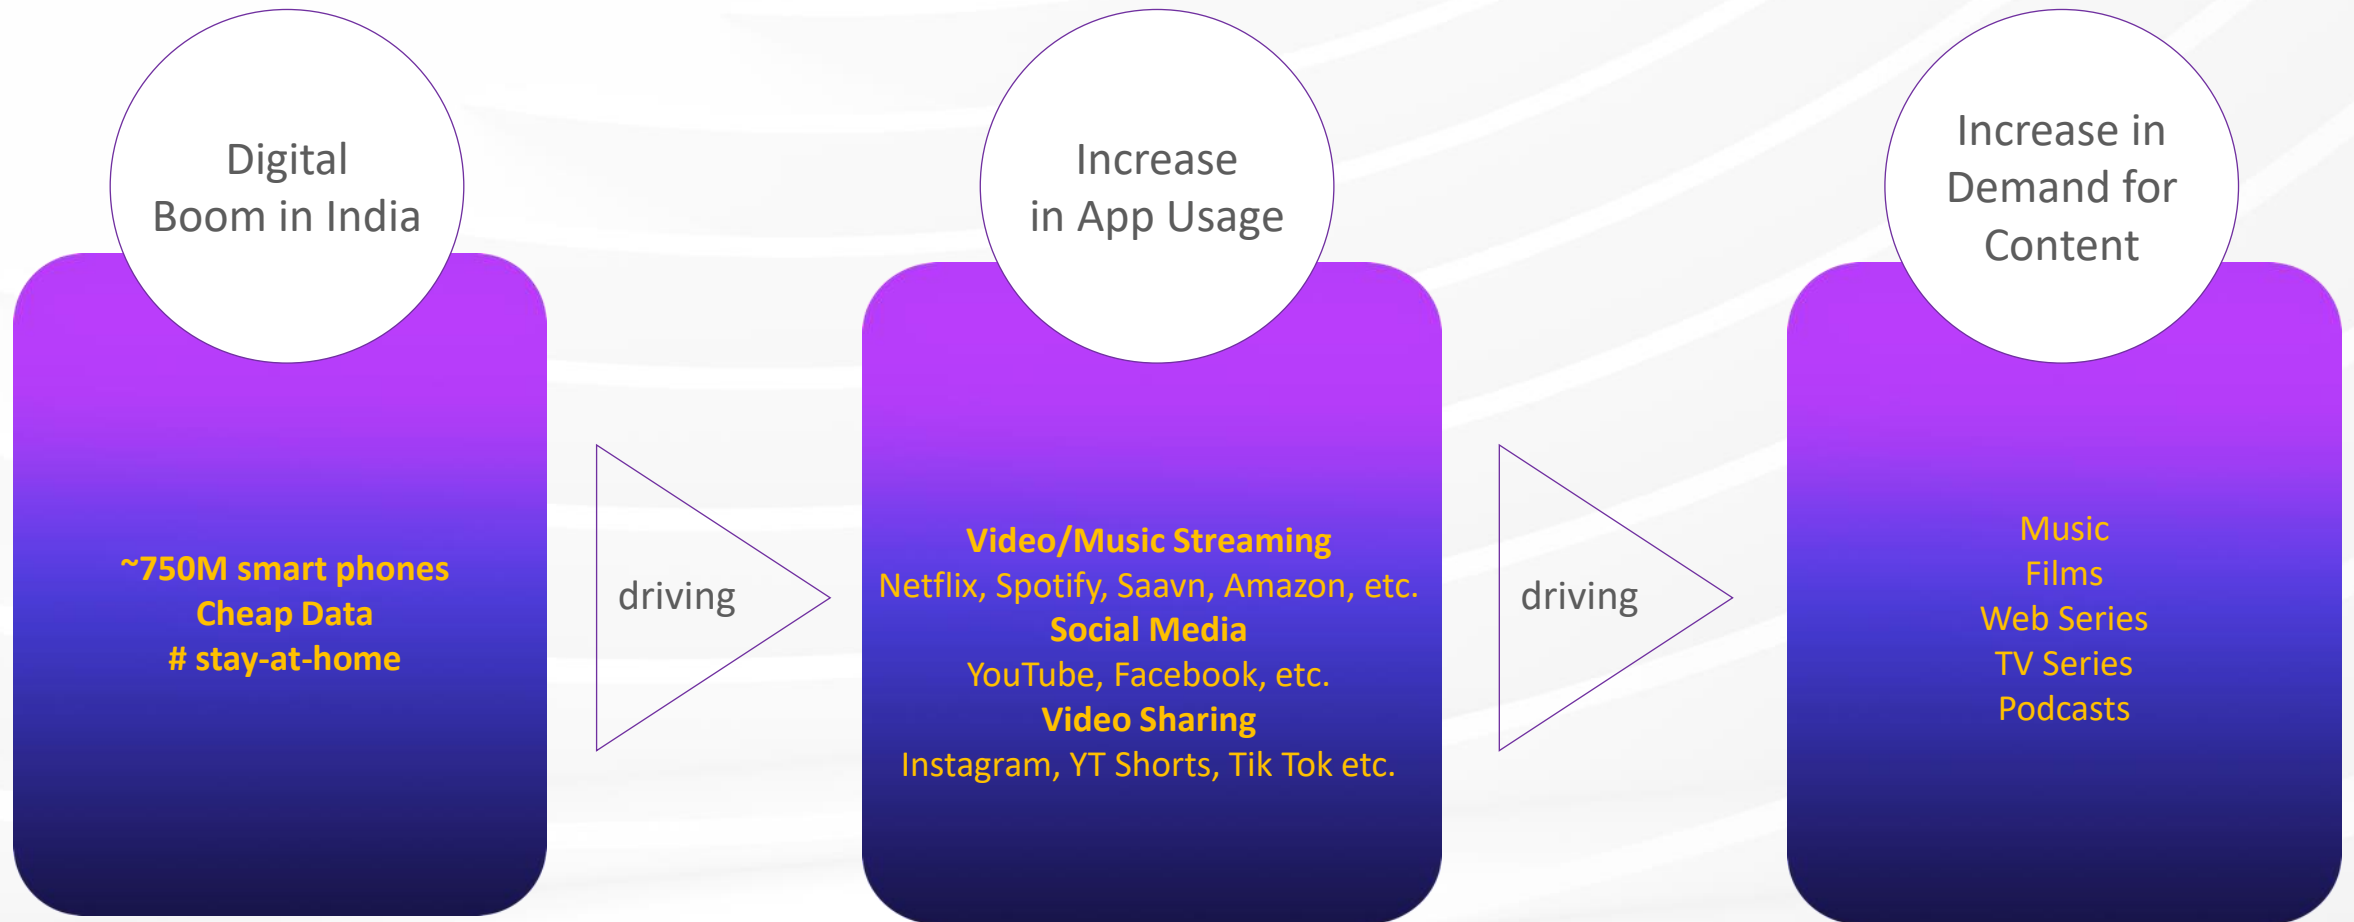 Digital
Boom in India
~750M smart phones
Cheap Data
# stay-at-home
driving
Increase
in App Usage
Video/Music Streaming
Netflix, Spotify, Saavn, Amazon, etc.
Social Media
YouTube, Facebook, etc.
Video Sharing
Instagram, YT Shorts, Tik Tok etc.
driving
Increase in
Demand for
Content
Music
Films
Web Series
TV Series
Podcasts